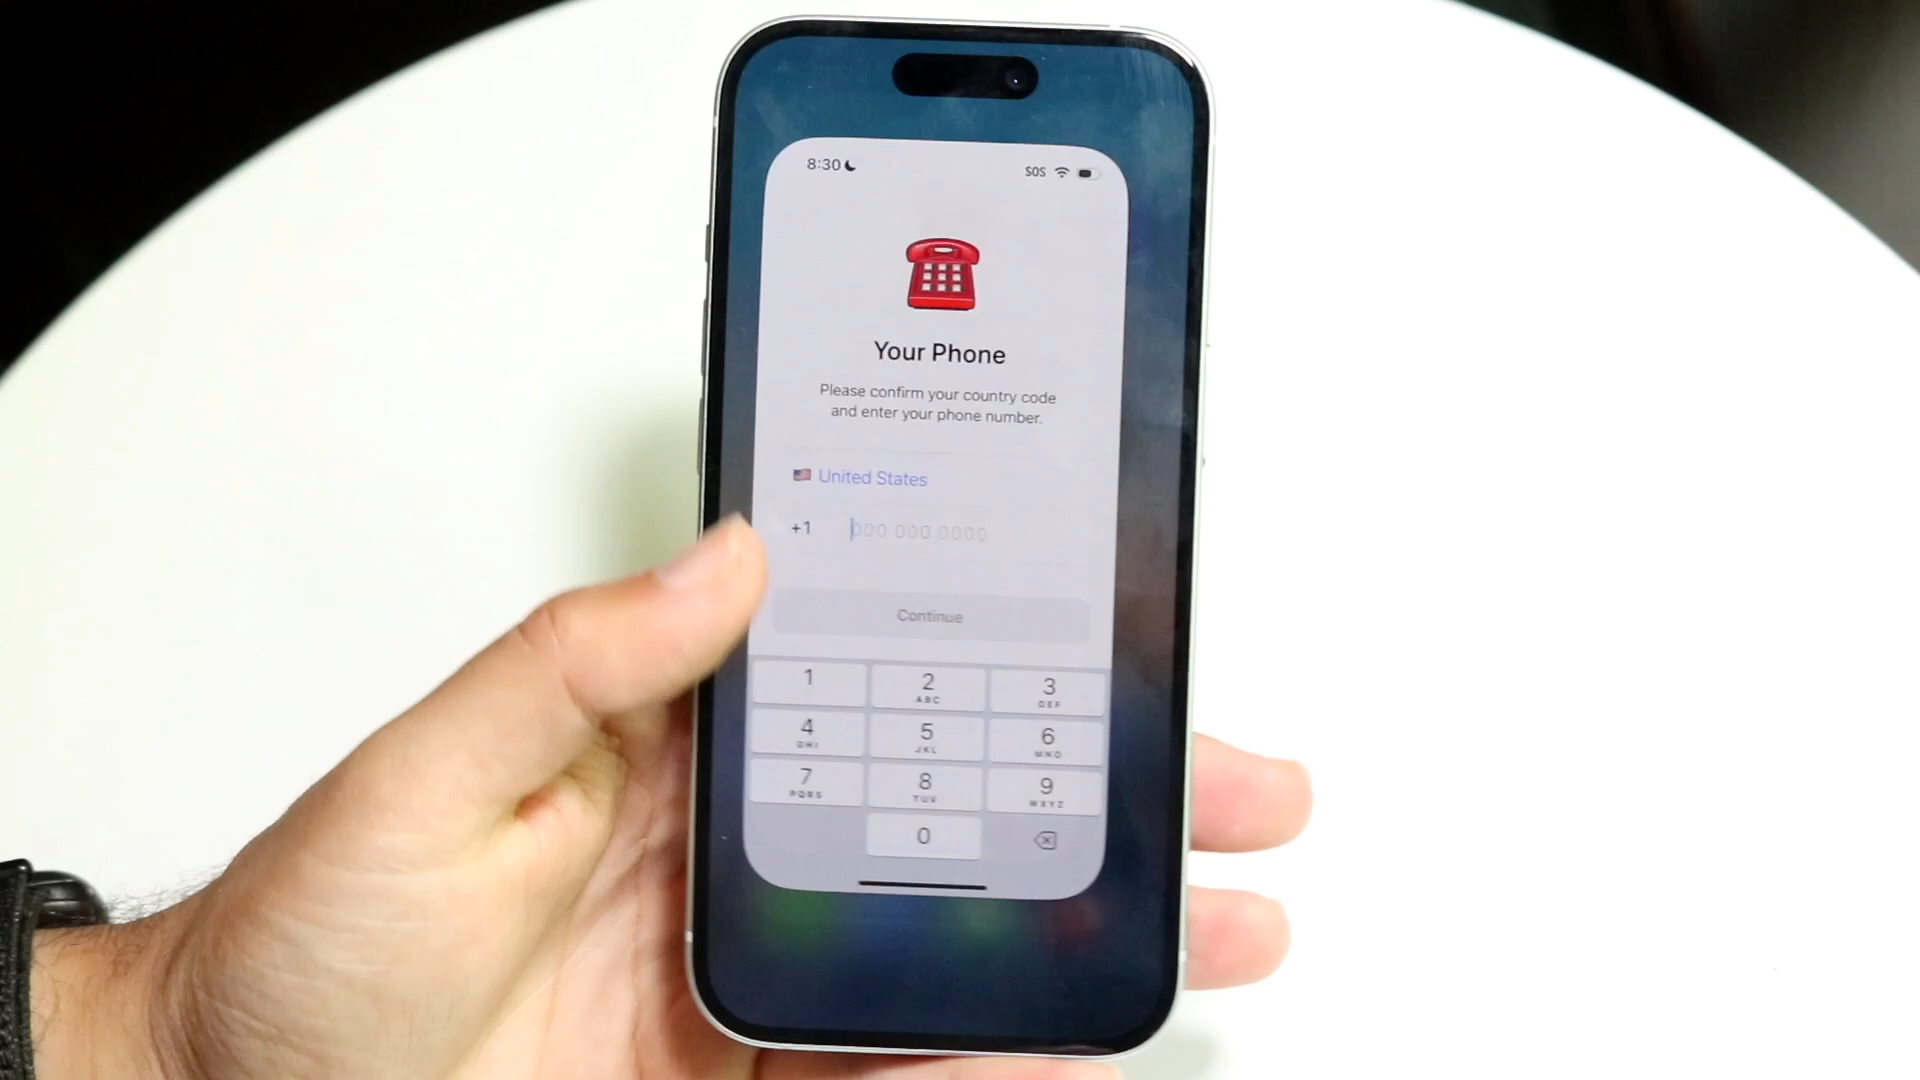 8:30
SOS
Your Phone
Please confirm your country code
and enter your phone number.
United States
+1 000 000 0000
Continue
1 2 3
ABC DEF
4 5 6
GHI JKL MNO
7 8 9
PQRS TUV WXYZ
0